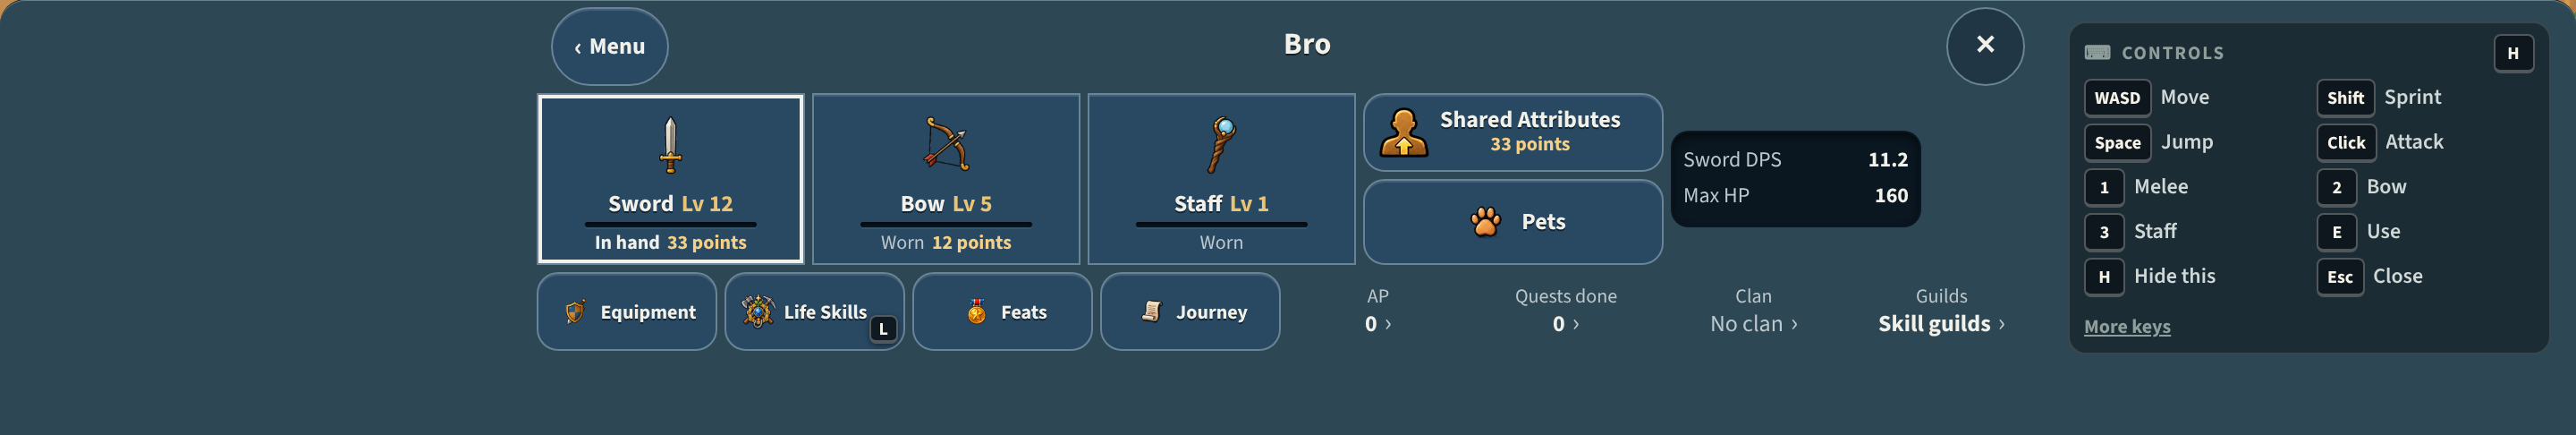 ‹ Menu
Bro
×
Sword Lv 12
In hand 33 points
Bow Lv 5
Worn 12 points
Staff Lv 1
Worn
Shared Attributes
33 points
Pets
Sword DPS 11.2
Max HP 160
Equipment
Life Skills L
Feats
Journey
AP
0 ›
Quests done
0 ›
Clan
No clan ›
Guilds
Skill guilds ›
CONTROLS H
WASD Move Shift Sprint
Space Jump Click Attack
1 Melee 2 Bow
3 Staff E Use
H Hide this Esc Close
More keys